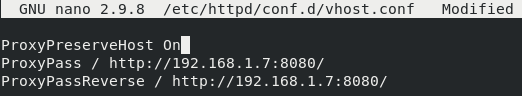 GNU nano 2.9.8 /etc/httpd/conf.d/vhost.conf Modified
ProxyPreserveHost On
ProxyPass / http://192.168.1.7:8080/
ProxyPassReverse / http://192.168.1.7:8080/